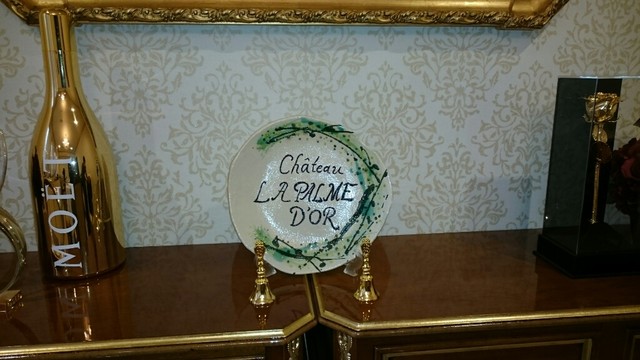 MOËT
Château
LA PALME
D'OR